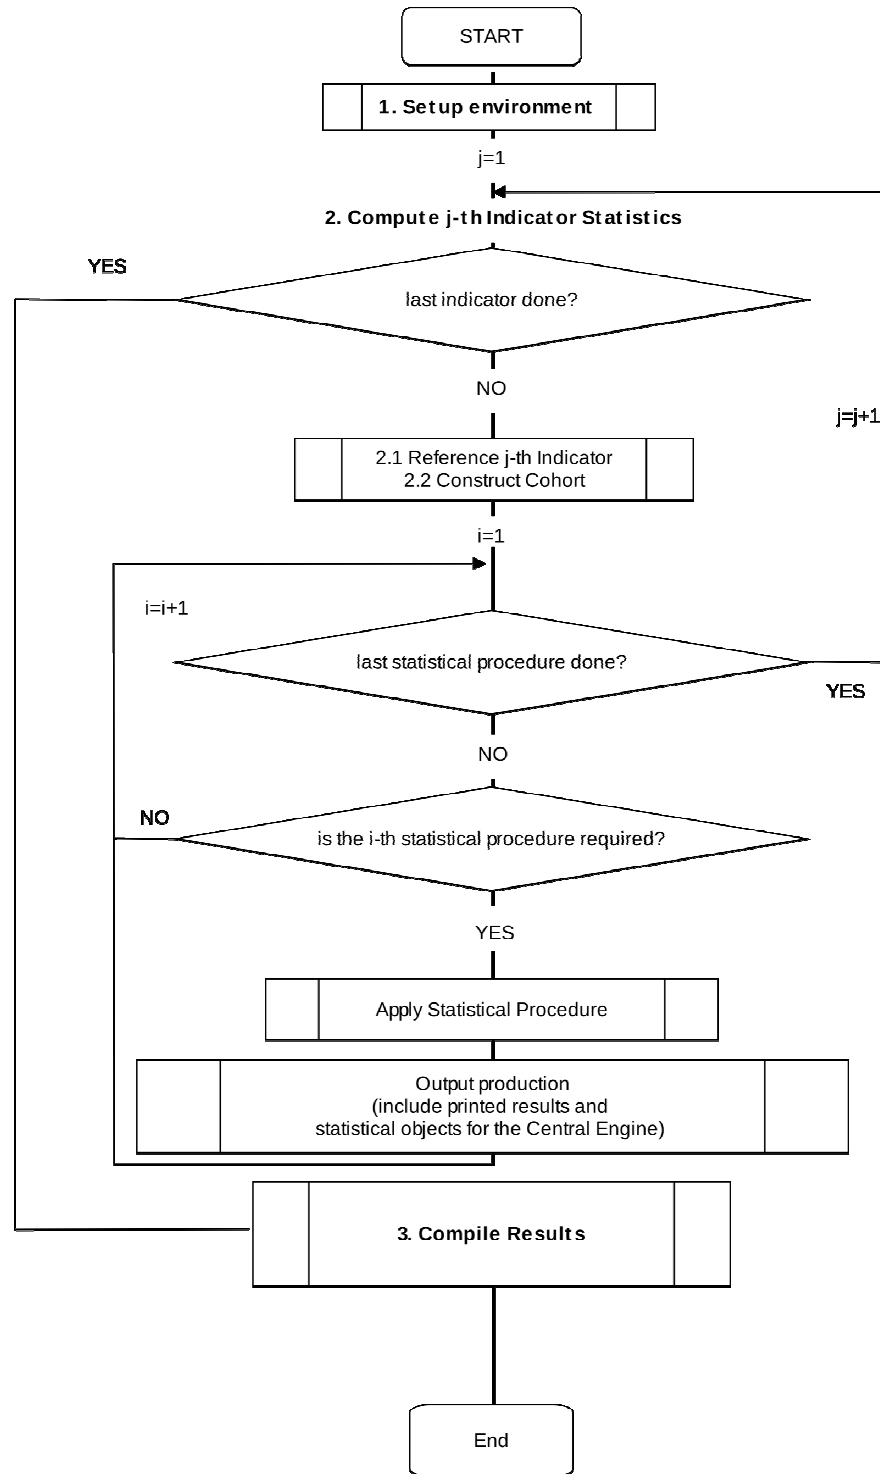 START
1. Setup environment
j=1
2. Compute j-th Indicator Statistics
YES
last indicator done?
NO
j=j+1
2.1 Reference j-th Indicator
2.2 Construct Cohort
i=1
i=i+1
last statistical procedure done?
YES
NO
NO
is the i-th statistical procedure required?
YES
Apply Statistical Procedure
Output production
(include printed results and
statistical objects for the Central Engine)
3. Compile Results
End